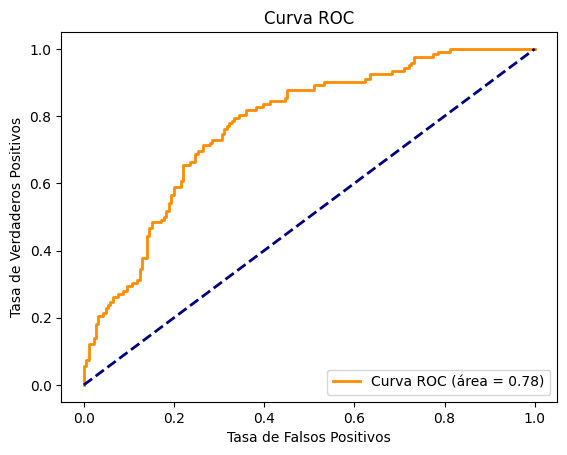 Curva ROC
1.0
0.8
0.6
0.4
0.2
0.0
Tasa de Verdaderos Positivos
Curva ROC (área = 0.78)
0.0 0.2 0.4 0.6 0.8 1.0
Tasa de Falsos Positivos